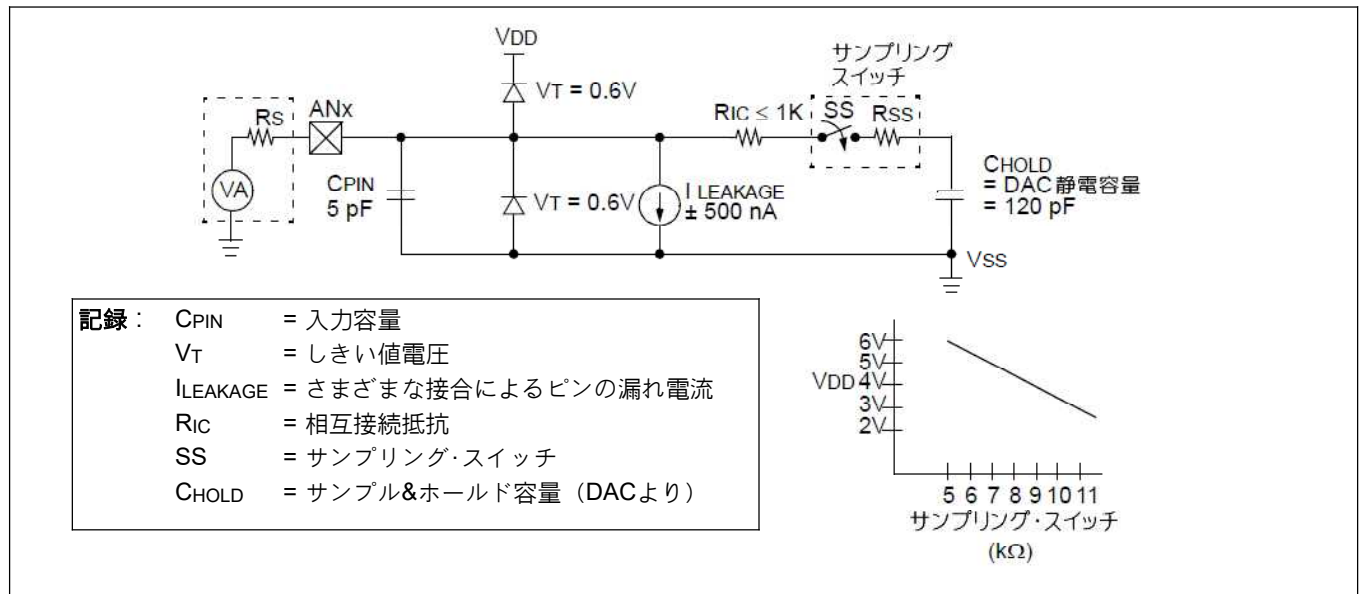 VDD
サンプリング
スイッチ
VT = 0.6V
RS
ANX
RIC ≤ 1K
SS
RSS
VA
CPIN
5 pF
VT = 0.6V
I LEAKAGE
± 500 nA
CHOLD
= DAC 静電容量
= 120 pF
VSS
記録: CPIN = 入力容量
VT = しきい値電圧
ILEAKAGE = さまざまな接合によるピンの漏れ電流
RIC = 相互接続抵抗
SS = サンプリング・スイッチ
CHOLD = サンプル&ホールド容量（DACより）
6V
5V
VDD 4V
3V
2V
5 6 7 8 9 10 11
サンプリング・スイッチ
(kΩ)